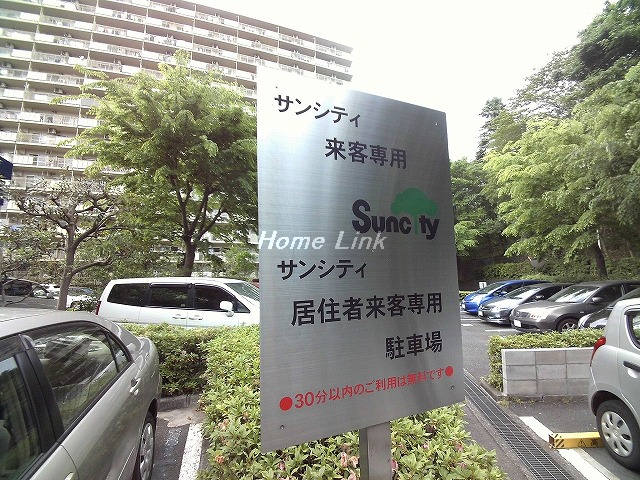 サンシティ
来客専用
Suncity
Home Link
サンシティ
居住者来客専用
駐車場
●30分以内のご利用は無料です●